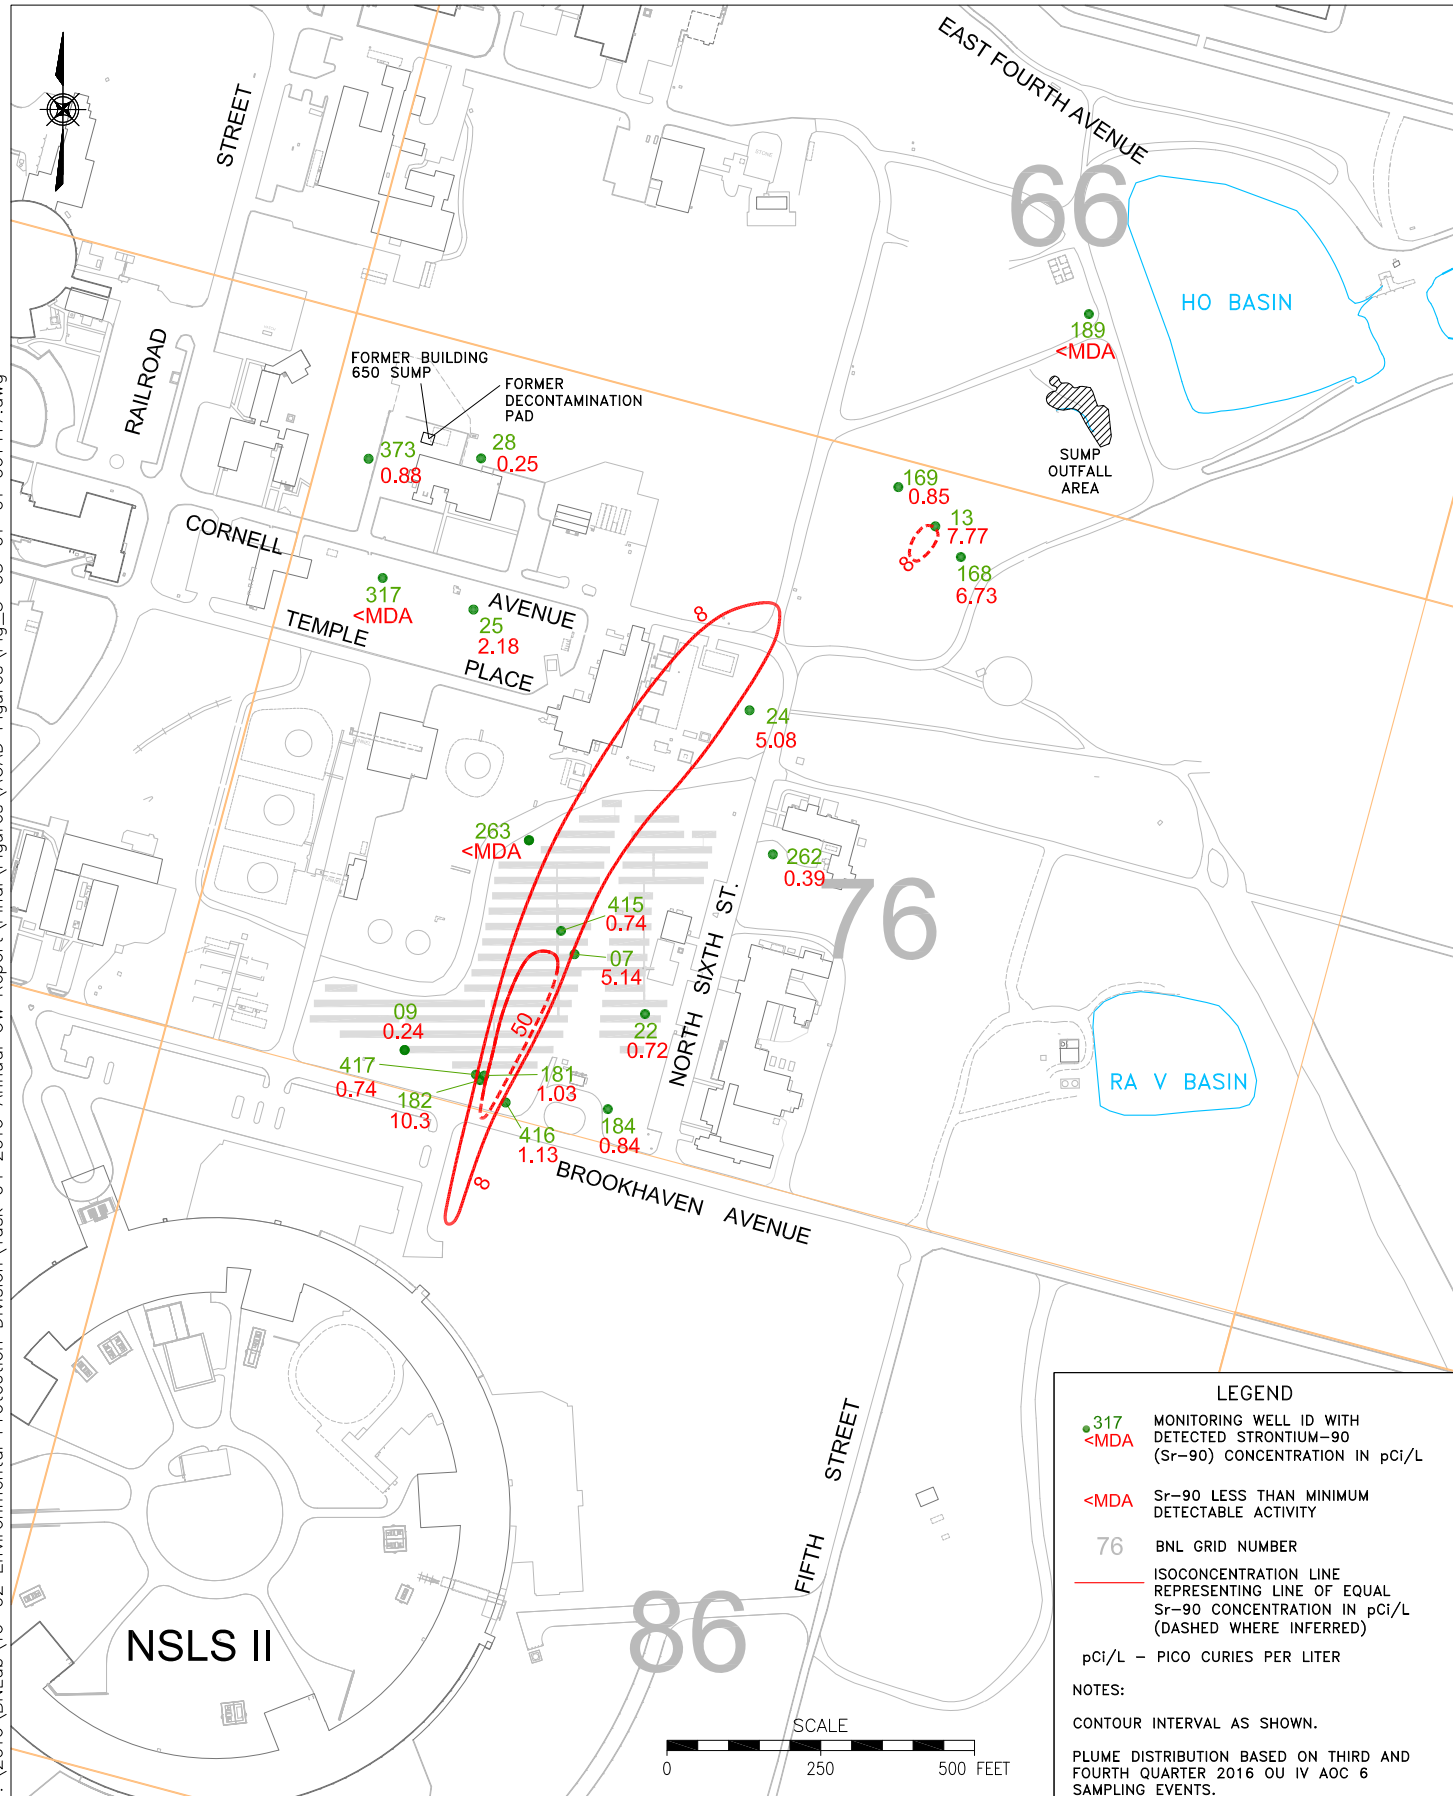 EAST FOURTH AVENUE
STREET
66
STONE
HO BASIN
189
<MDA
RAILROAD
FORMER BUILDING
650 SUMP
FORMER
DECONTAMINATION
PAD
373
0.88
28
0.25
SUMP
OUTFALL
AREA
169
0.85
13
7.77
8
168
6.73
CORNELL
AVENUE
317
<MDA
25
2.18
TEMPLE
PLACE
8
24
5.08
263
<MDA
262
0.39
76
415
0.74
07
5.14
NORTH SIXTH ST.
09
0.24
50
22
0.72
RA V BASIN
417
0.74
181
1.03
182
10.3
416
1.13
184
0.84
8
BROOKHAVEN AVENUE
FIFTH STREET
NSLS II
86
SCALE
0 250 500 FEET
LEGEND
317
<MDA
MONITORING WELL ID WITH
DETECTED STRONTIUM-90
(Sr-90) CONCENTRATION IN pCi/L
<MDA
Sr-90 LESS THAN MINIMUM
DETECTABLE ACTIVITY
76 BNL GRID NUMBER
ISOCONCENTRATION LINE
REPRESENTING LINE OF EQUAL
Sr-90 CONCENTRATION IN pCi/L
(DASHED WHERE INFERRED)
pCi/L - PICO CURIES PER LITER
NOTES:
CONTOUR INTERVAL AS SHOWN.
PLUME DISTRIBUTION BASED ON THIRD AND
FOURTH QUARTER 2016 OU IV AOC 6
SAMPLING EVENTS.